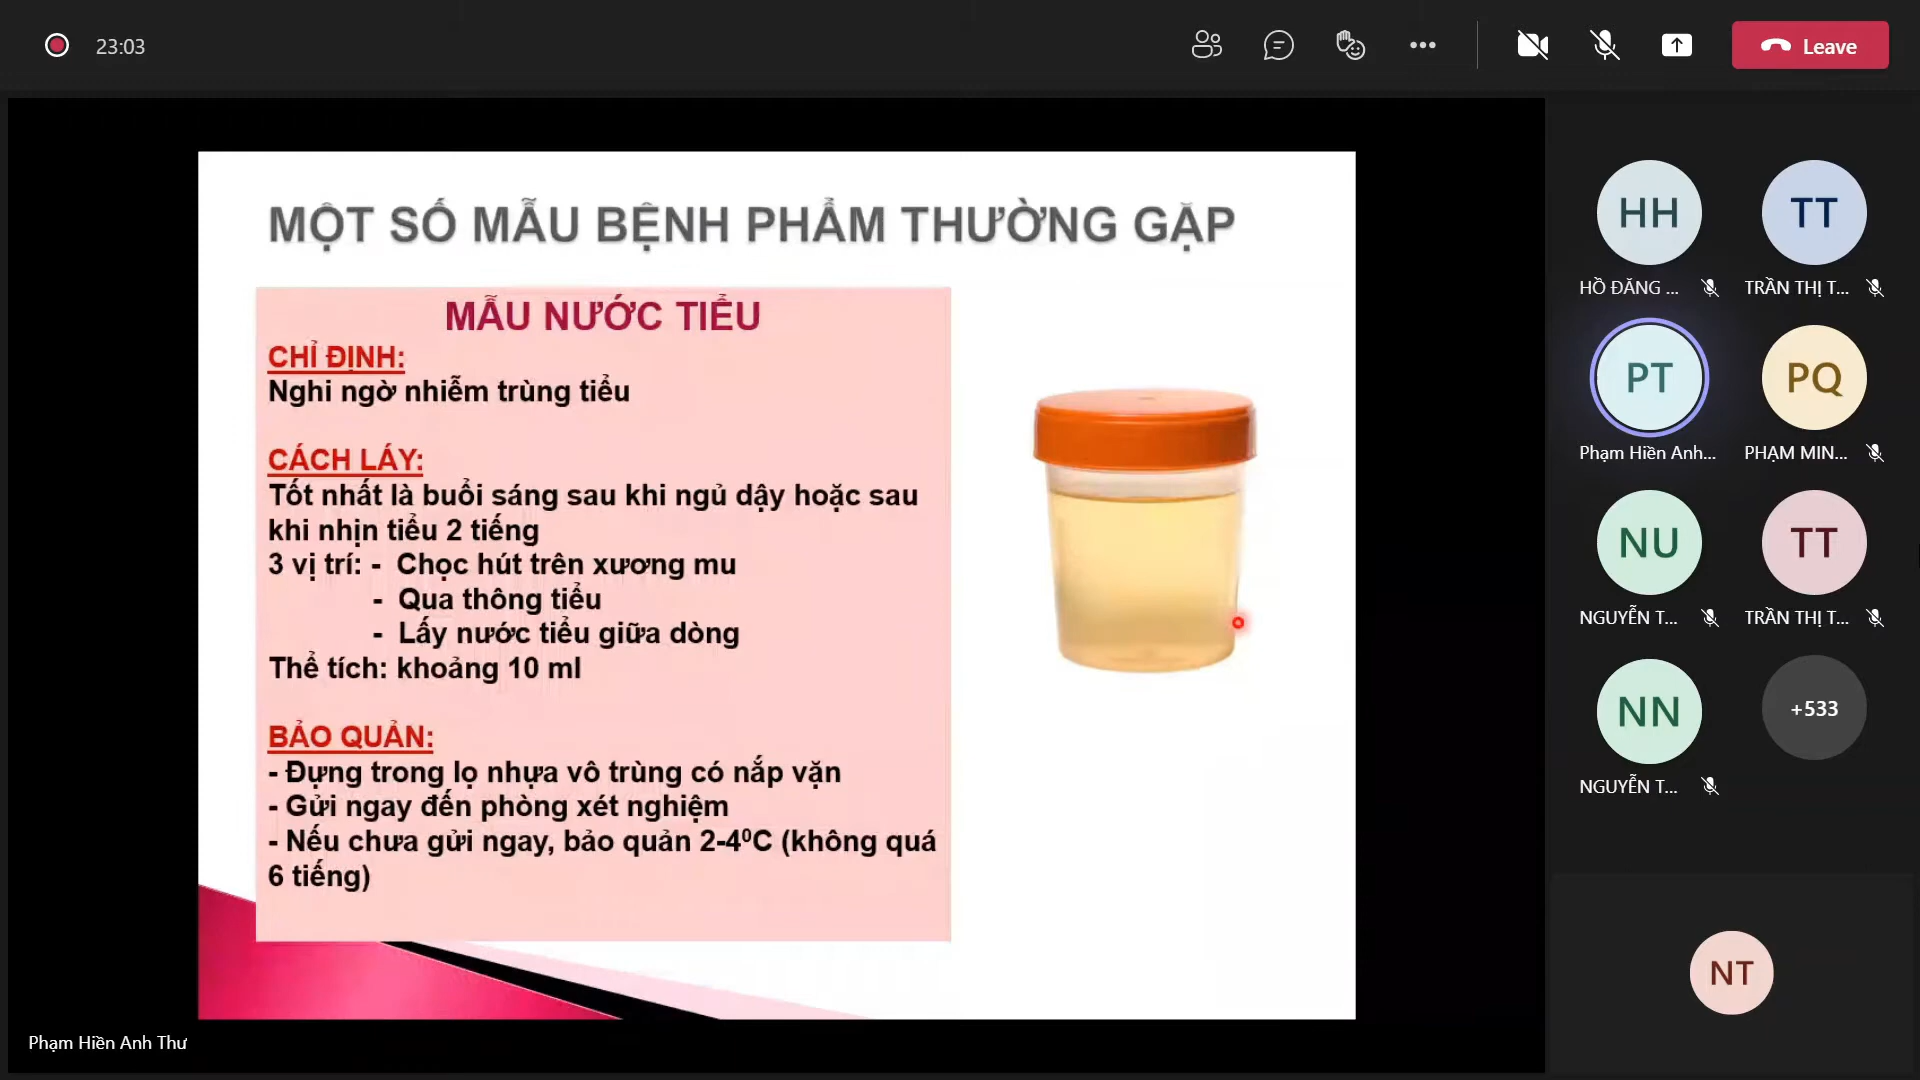 23:03
Leave
MỘT SỐ MẪU BỆNH PHẨM THƯỜNG GẶP
MẪU NƯỚC TIỂU
CHỈ ĐỊNH:
Nghi ngờ nhiễm trùng tiểu
CÁCH LẤY:
Tốt nhất là buổi sáng sau khi ngủ dậy hoặc sau
khi nhịn tiểu 2 tiếng
3 vị trí: - Chọc hút trên xương mu
- Qua thông tiểu
- Lấy nước tiểu giữa dòng
Thể tích: khoảng 10 ml
BẢO QUẢN:
- Đựng trong lọ nhựa vô trùng có nắp vặn
- Gửi ngay đến phòng xét nghiệm
- Nếu chưa gửi ngay, bảo quản 2-4⁰C (không quá
6 tiếng)
Phạm Hiền Anh Thư
HH
TT
HỒ ĐĂNG ...
TRẦN THỊ T...
PT
PQ
Phạm Hiền Anh...
PHẠM MIN...
NU
TT
NGUYỄN T...
TRẦN THỊ T...
NN
+533
NGUYỄN T...
NT